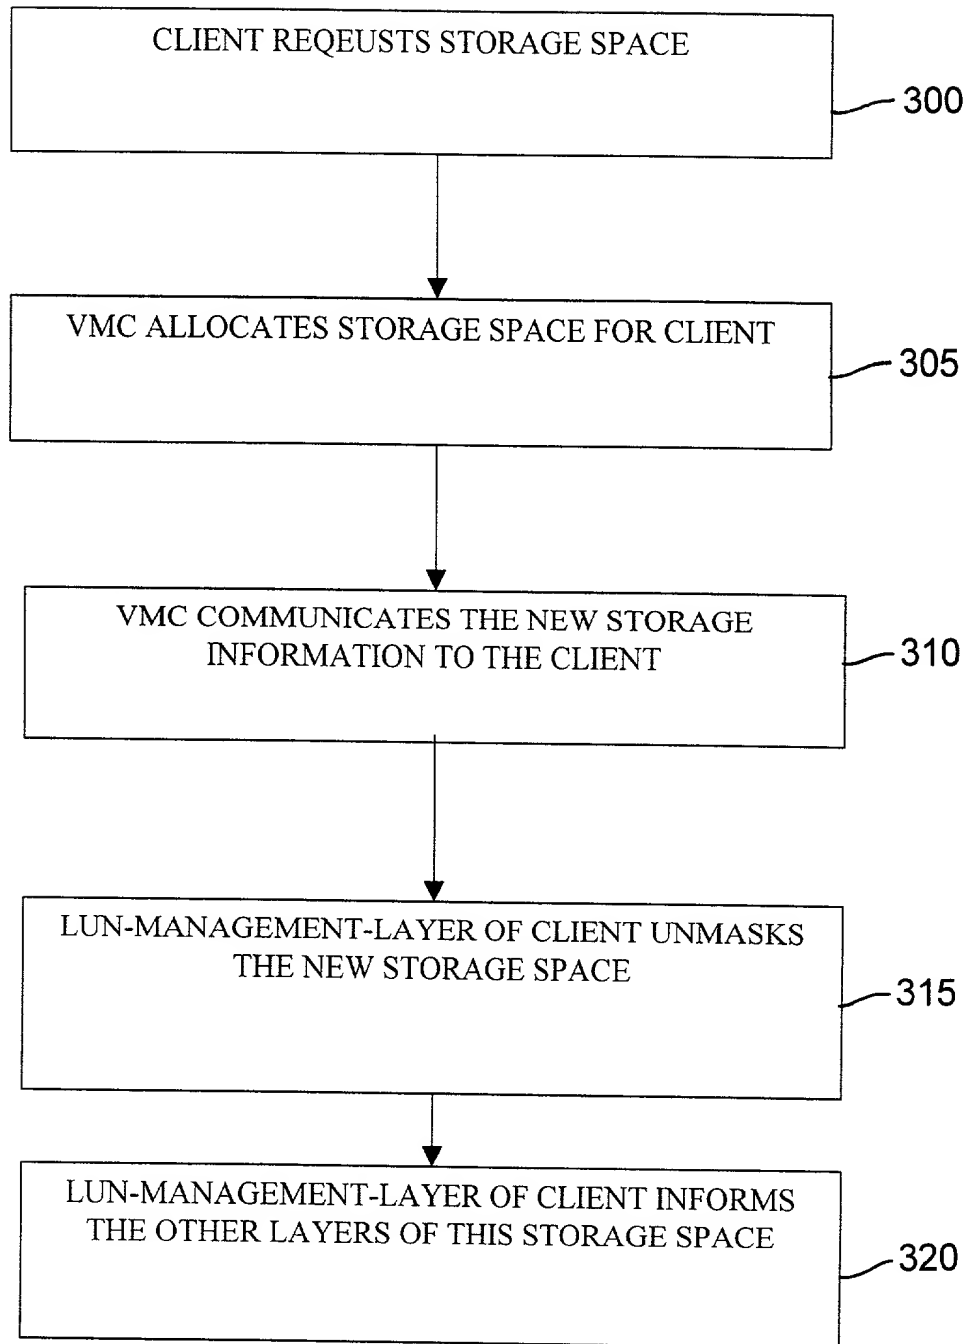 CLIENT REQEUSTS STORAGE SPACE
300
VMC ALLOCATES STORAGE SPACE FOR CLIENT
305
VMC COMMUNICATES THE NEW STORAGE
INFORMATION TO THE CLIENT
310
LUN-MANAGEMENT-LAYER OF CLIENT UNMASKS
THE NEW STORAGE SPACE
315
LUN-MANAGEMENT-LAYER OF CLIENT INFORMS
THE OTHER LAYERS OF THIS STORAGE SPACE
320